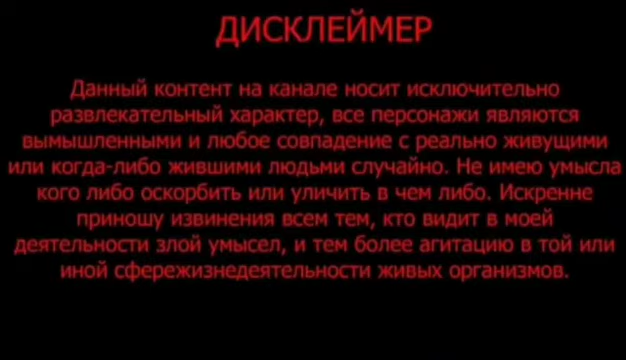 ДИСКЛЕЙМЕР
Данный контент на канале носит исключительно
развлекательный характер, все персонажи являются
вымышленными и любое совпадение с реально живущими
или когда-либо жившими людьми случайно. Не имею умысла
кого либо оскорбить или уличить в чем либо. Искренне
приношу извинения всем тем, кто видит в моей
деятельности злой умысел, и тем более агитацию в той или
иной сфережизнедеятельности живых организмов.